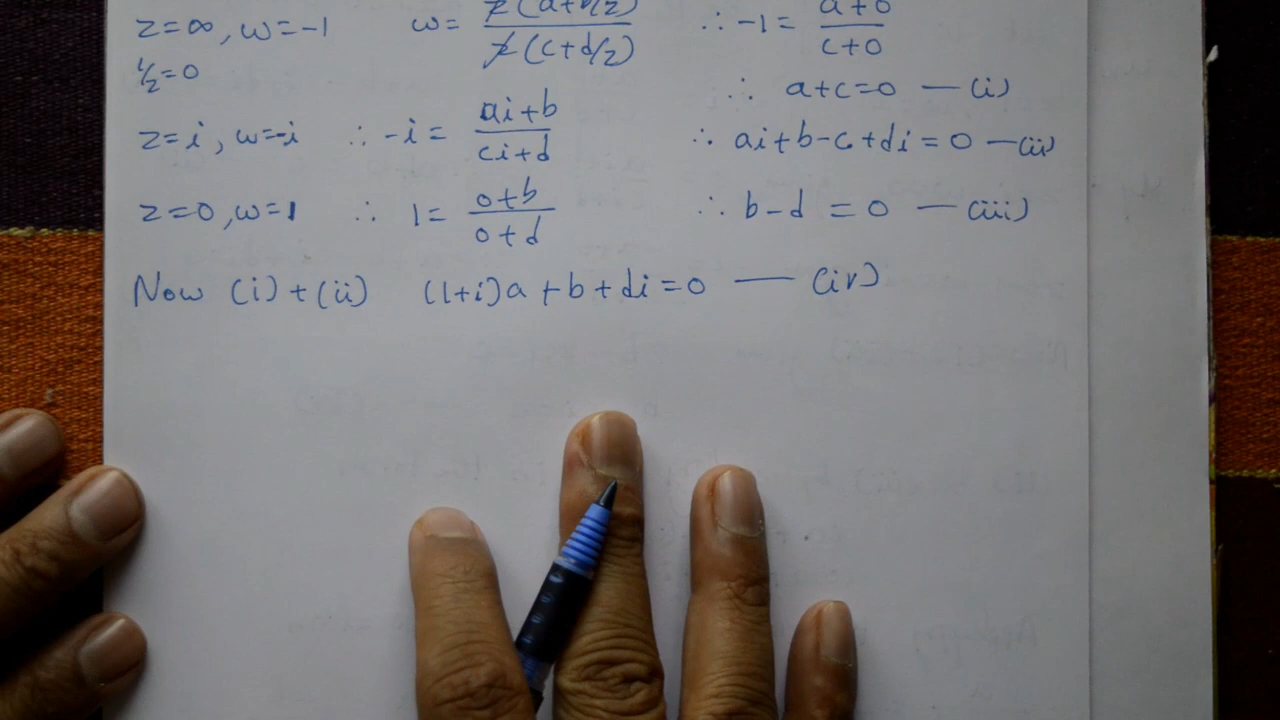 z=∞, w=-1 w= z(a+b/z) / z(c+d/z) ∴ -1= a+0 / c+0
1/z=0 ∴ a+c=0 — (i)
z=i, w=-i ∴ -i= ai+b / ci+d ∴ ai+b-c+di=0 — (ii)
z=0, w=1 ∴ 1= 0+b / 0+d ∴ b-d=0 — (iii)
Now (i)+(ii) (1+i)a+b+di=0 — (iv)